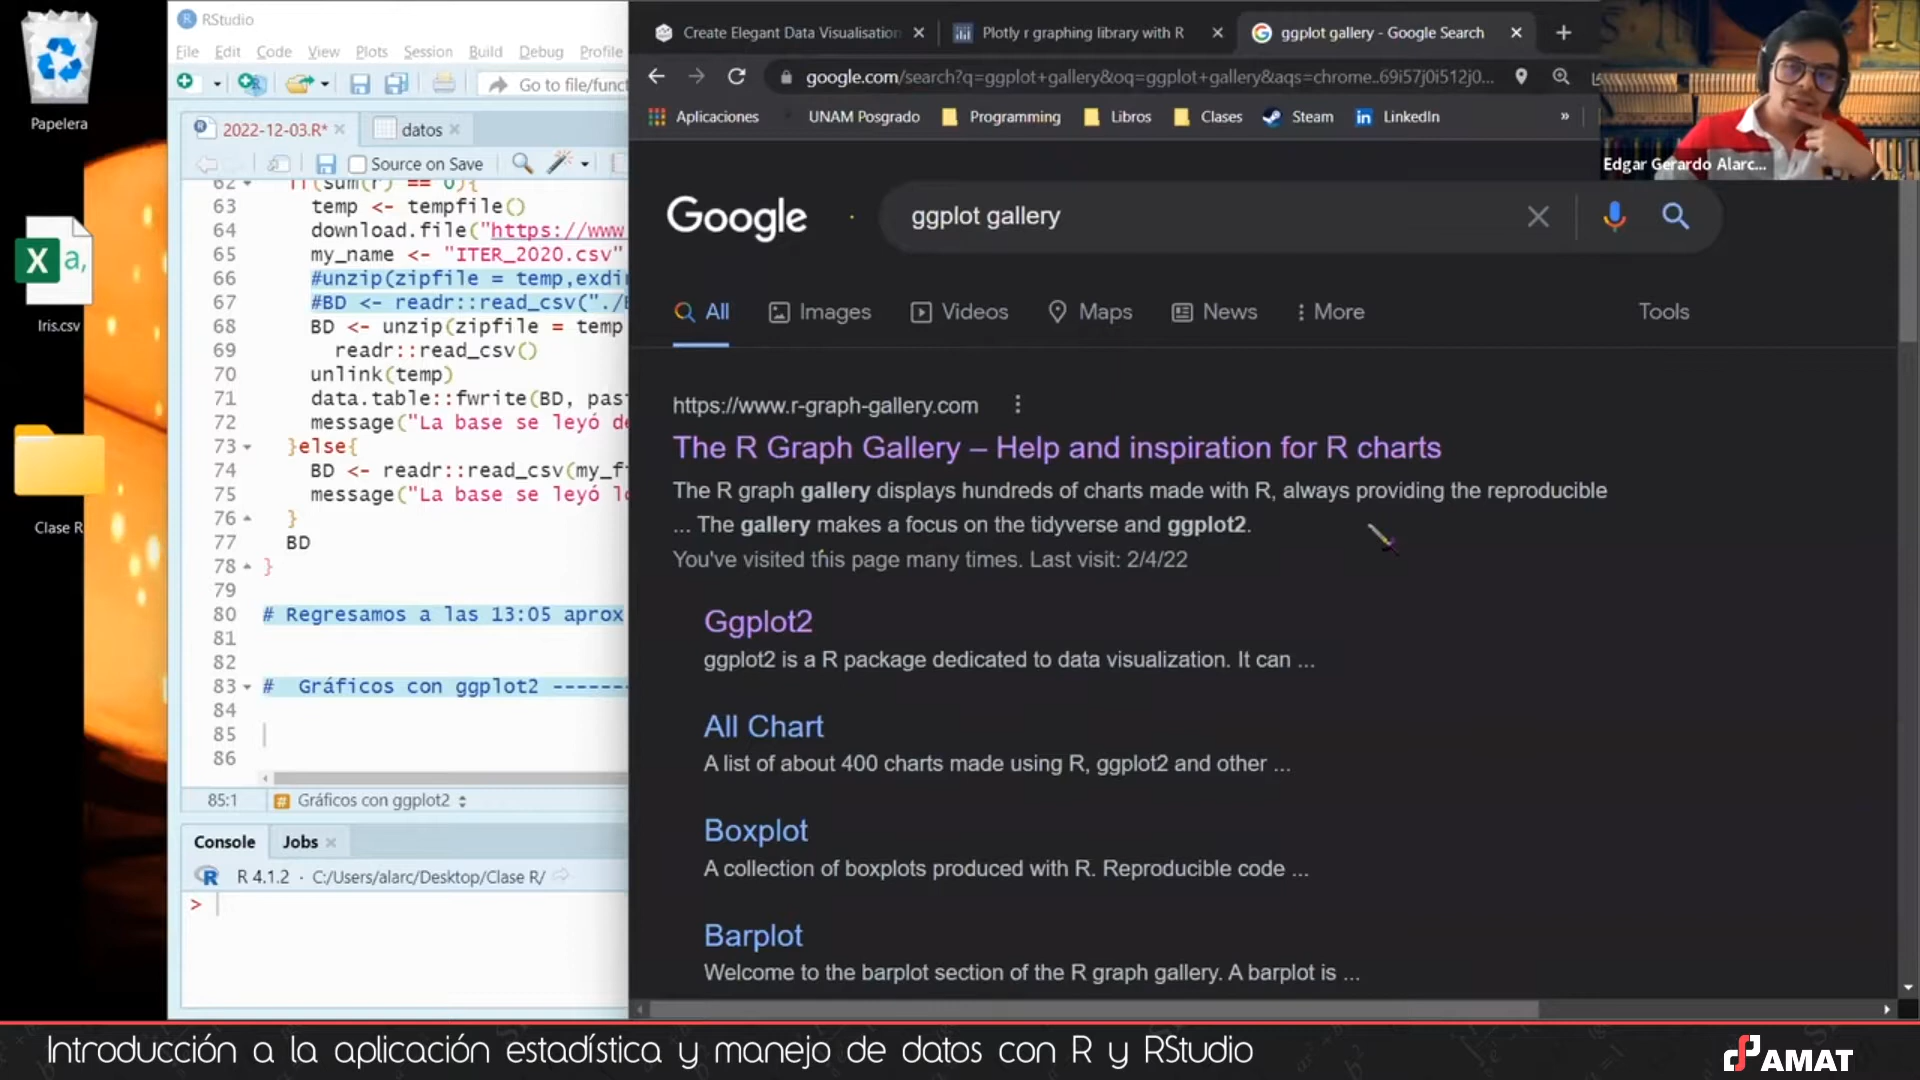 Papelera
Iris.csv
Clase R
RStudio
File Edit Code View Plots Session Build Debug Profile
Go to file/funct
2022-12-03.R*
datos
Source on Save
62 if(sum(r) == 0){
63 temp <- tempfile()
64 download.file("https://www
65 my_name <- "ITER_2020.csv"
66 #unzip(zipfile = temp,exdi
67 #BD <- readr::read_csv("./
68 BD <- unzip(zipfile = temp
69 readr::read_csv()
70 unlink(temp)
71 data.table::fwrite(BD, pas
72 message("La base se leyó d
73 }else{
74 BD <- readr::read_csv(my_f
75 message("La base se leyó l
76 }
77 BD
78 }
79
80 # Regresamos a las 13:05 aprox
81
82
83 # Gráficos con ggplot2 -------
84
85
86
85:1 Gráficos con ggplot2
Console Jobs
R 4.1.2 · C:/Users/alarc/Desktop/Clase R/
>
Create Elegant Data Visualisation
Plotly r graphing library with R
ggplot gallery - Google Search
google.com/search?q=ggplot+gallery&oq=ggplot+gallery&aqs=chrome..69i57j0i512j0...
Aplicaciones UNAM Posgrado Programming Libros Clases Steam LinkedIn »
Edgar Gerardo Alarc...
Google
ggplot gallery
All Images Videos Maps News More Tools
https://www.r-graph-gallery.com
The R Graph Gallery – Help and inspiration for R charts
The R graph gallery displays hundreds of charts made with R, always providing the reproducible
... The gallery makes a focus on the tidyverse and ggplot2.
You've visited this page many times. Last visit: 2/4/22
Ggplot2
ggplot2 is a R package dedicated to data visualization. It can ...
All Chart
A list of about 400 charts made using R, ggplot2 and other ...
Boxplot
A collection of boxplots produced with R. Reproducible code ...
Barplot
Welcome to the barplot section of the R graph gallery. A barplot is ...
Introducción a la aplicación estadística y manejo de datos con R y RStudio
AMAT